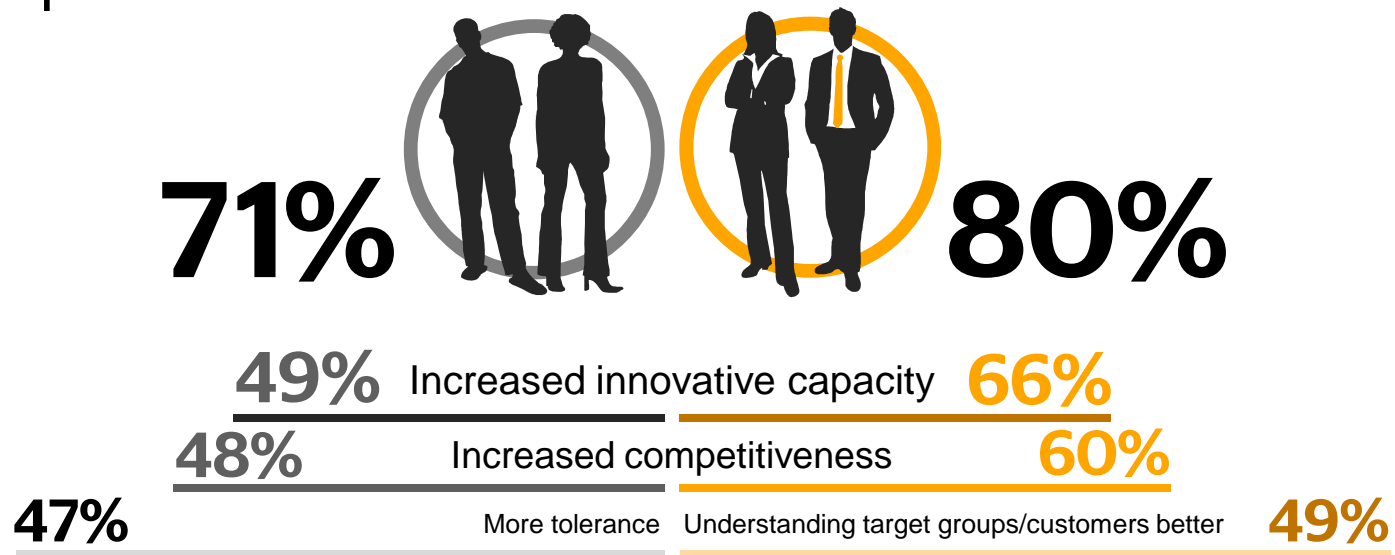 71% 80%
49% Increased innovative capacity 66%
48% Increased competitiveness 60%
47% More tolerance Understanding target groups/customers better 49%